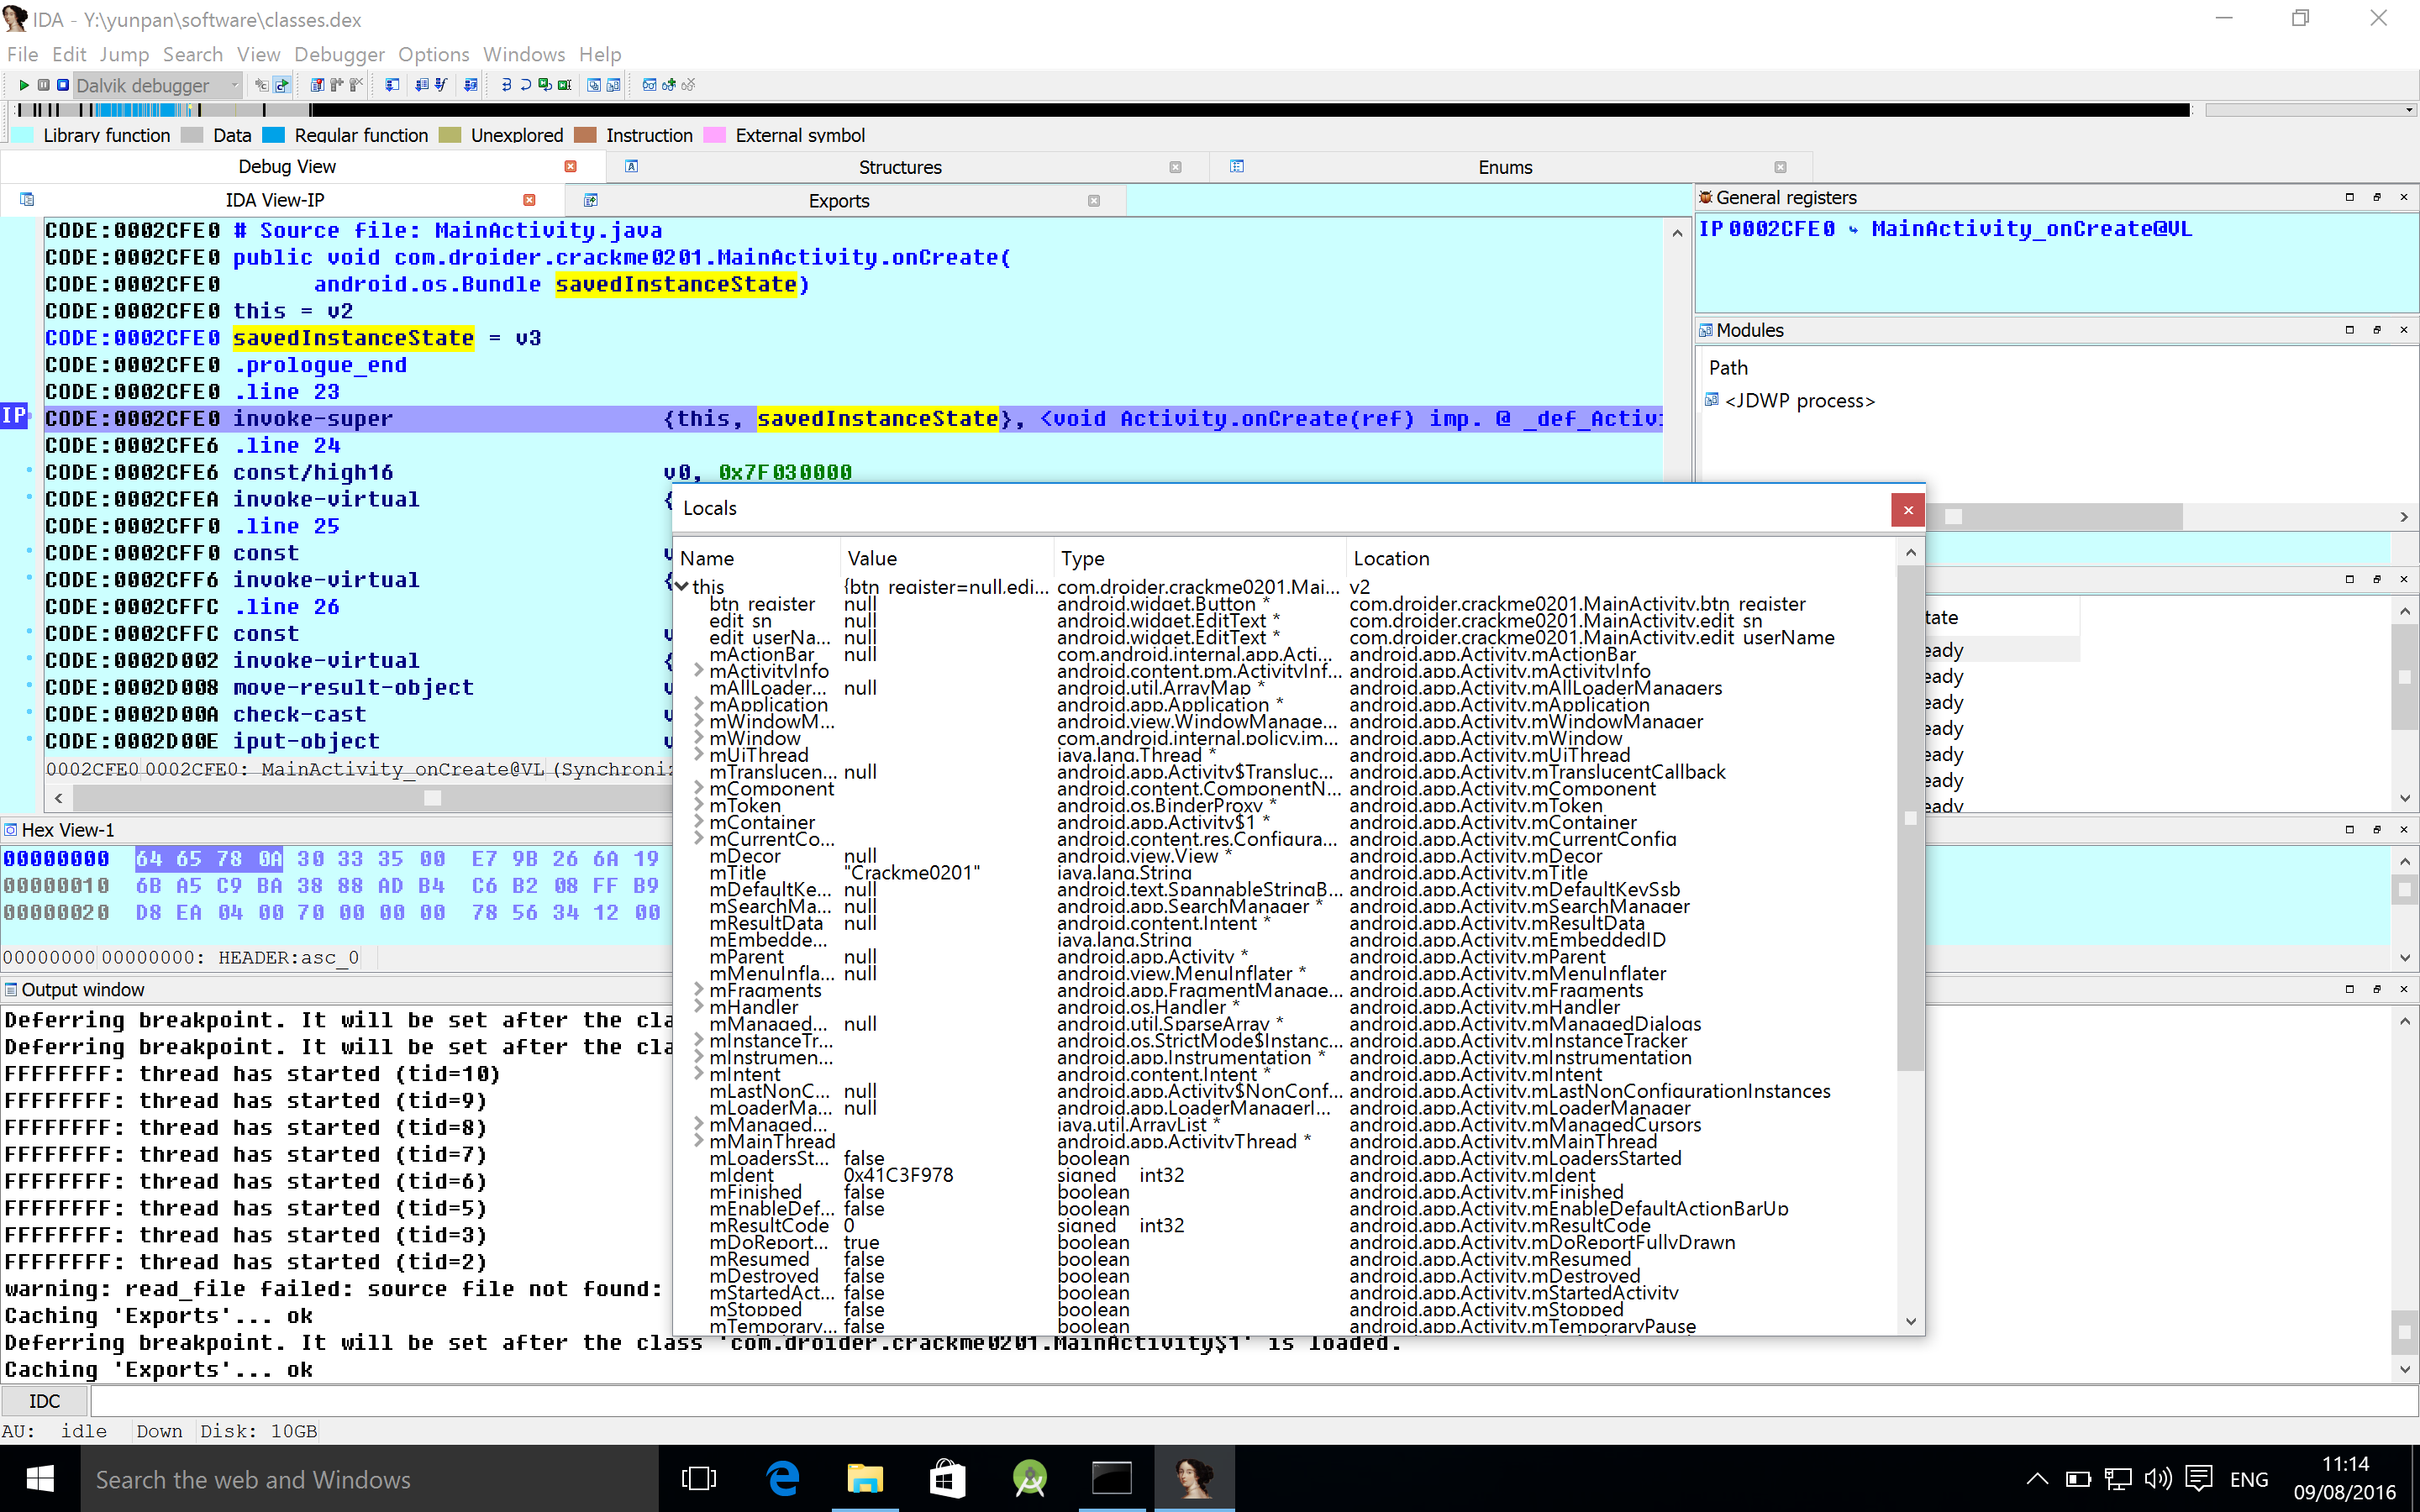 IDA - Y:\yunpan\software\classes.dex
File Edit Jump Search View Debugger Options Windows Help
Dalvik debugger
Library function Data Regular function Unexplored Instruction External symbol
Debug View Structures Enums
IDA View-IP Exports
CODE:0002CFE0 # Source file: MainActivity.java
CODE:0002CFE0 public void com.droider.crackme0201.MainActivity.onCreate(
CODE:0002CFE0 android.os.Bundle savedInstanceState)
CODE:0002CFE0 this = v2
CODE:0002CFE0 savedInstanceState = v3
CODE:0002CFE0 .prologue_end
CODE:0002CFE0 .line 23
IP CODE:0002CFE0 invoke-super {this, savedInstanceState}, <void Activity.onCreate(ref) imp. @ _def_Activi
CODE:0002CFE6 .line 24
CODE:0002CFE6 const/high16 v0, 0x7F030000
CODE:0002CFEA invoke-virtual {
CODE:0002CFF0 .line 25
CODE:0002CFF0 const v
CODE:0002CFF6 invoke-virtual {
CODE:0002CFFC .line 26
CODE:0002CFFC const v
CODE:0002D002 invoke-virtual {
CODE:0002D008 move-result-object v
CODE:0002D00A check-cast v
CODE:0002D00E iput-object v
0002CFE0 0002CFE0: MainActivity_onCreate@VL (Synchroniz
General registers
IP 0002CFE0 MainActivity_onCreate@VL
Modules
Path
<JDWP process>
tate
eady
eady
eady
eady
eady
eady
eady
Hex View-1
00000000 64 65 78 0A 30 33 35 00 E7 9B 26 6A 19
00000010 6B A5 C9 BA 38 88 AD B4 C6 B2 08 FF B9
00000020 D8 EA 04 00 70 00 00 00 78 56 34 12 00
00000000 00000000: HEADER:asc_0
Output window
Deferring breakpoint. It will be set after the cla
Deferring breakpoint. It will be set after the cla
FFFFFFFF: thread has started (tid=10)
FFFFFFFF: thread has started (tid=9)
FFFFFFFF: thread has started (tid=8)
FFFFFFFF: thread has started (tid=7)
FFFFFFFF: thread has started (tid=6)
FFFFFFFF: thread has started (tid=5)
FFFFFFFF: thread has started (tid=3)
FFFFFFFF: thread has started (tid=2)
warning: read_file failed: source file not found:
Caching 'Exports'... ok
Deferring breakpoint. It will be set after the class 'com.droider.crackme0201.MainActivity$1' is loaded.
Caching 'Exports'... ok
Locals
Name Value Type Location
this {btn_register=null,edi... com.droider.crackme0201.Mai... v2
btn_register null android.widget.Button * com.droider.crackme0201.MainActivity.btn_register
edit_sn null android.widget.EditText * com.droider.crackme0201.MainActivity.edit_sn
edit_userNa... null android.widget.EditText * com.droider.crackme0201.MainActivity.edit_userName
mActionBar null com.android.internal.app.Acti... android.app.Activity.mActionBar
mActivityInfo android.content.pm.ActivityInf... android.app.Activity.mActivityInfo
mAllLoader... null android.util.ArrayMap * android.app.Activity.mAllLoaderManagers
mApplication android.app.Application * android.app.Activity.mApplication
mWindowM... android.view.WindowManage... android.app.Activity.mWindowManager
mWindow com.android.internal.policy.im... android.app.Activity.mWindow
mUiThread java.lang.Thread * android.app.Activity.mUiThread
mTranslucen... null android.app.Activity$Transluc... android.app.Activity.mTranslucentCallback
mComponent android.content.ComponentN... android.app.Activity.mComponent
mToken android.os.BinderProxy * android.app.Activity.mToken
mContainer android.app.Activity$1 * android.app.Activity.mContainer
mCurrentCo... android.content.res.Configura... android.app.Activity.mCurrentConfig
mDecor null android.view.View * android.app.Activity.mDecor
mTitle "Crackme0201" java.lang.String android.app.Activity.mTitle
mDefaultKe... null android.text.SpannableStringB... android.app.Activity.mDefaultKeySsb
mSearchMa... null android.app.SearchManager * android.app.Activity.mSearchManager
mResultData null android.content.Intent * android.app.Activity.mResultData
mEmbedde... java.lang.String android.app.Activity.mEmbeddedID
mParent null android.app.Activity * android.app.Activity.mParent
mMenuInfla... null android.view.MenuInflater * android.app.Activity.mMenuInflater
mFragments android.app.FragmentManage... android.app.Activity.mFragments
mHandler android.os.Handler * android.app.Activity.mHandler
mManaged... null android.util.SparseArray * android.app.Activity.mManagedDialogs
mInstanceTr... android.os.StrictMode$Instanc... android.app.Activity.mInstanceTracker
mInstrumen... android.app.Instrumentation * android.app.Activity.mInstrumentation
mIntent android.content.Intent * android.app.Activity.mIntent
mLastNonC... null android.app.Activity$NonConf... android.app.Activity.mLastNonConfigurationInstances
mLoaderMa... null android.app.LoaderManagerI... android.app.Activity.mLoaderManager
mManaged... java.util.ArrayList * android.app.Activity.mManagedCursors
mMainThread android.app.ActivityThread * android.app.Activity.mMainThread
mLoadersSt... false boolean android.app.Activity.mLoadersStarted
mIdent 0x41C3F978 signed __int32 android.app.Activity.mIdent
mFinished false boolean android.app.Activity.mFinished
mEnableDef... false boolean android.app.Activity.mEnableDefaultActionBarUp
mResultCode 0 signed __int32 android.app.Activity.mResultCode
mDoReport... true boolean android.app.Activity.mDoReportFullyDrawn
mResumed false boolean android.app.Activity.mResumed
mDestroyed false boolean android.app.Activity.mDestroyed
mStartedAct... false boolean android.app.Activity.mStartedActivity
mStopped false boolean android.app.Activity.mStopped
mTemporary... false boolean android.app.Activity.mTemporaryPause
IDC
AU: idle Down Disk: 10GB
Search the web and Windows
ENG
11:14
09/08/2016